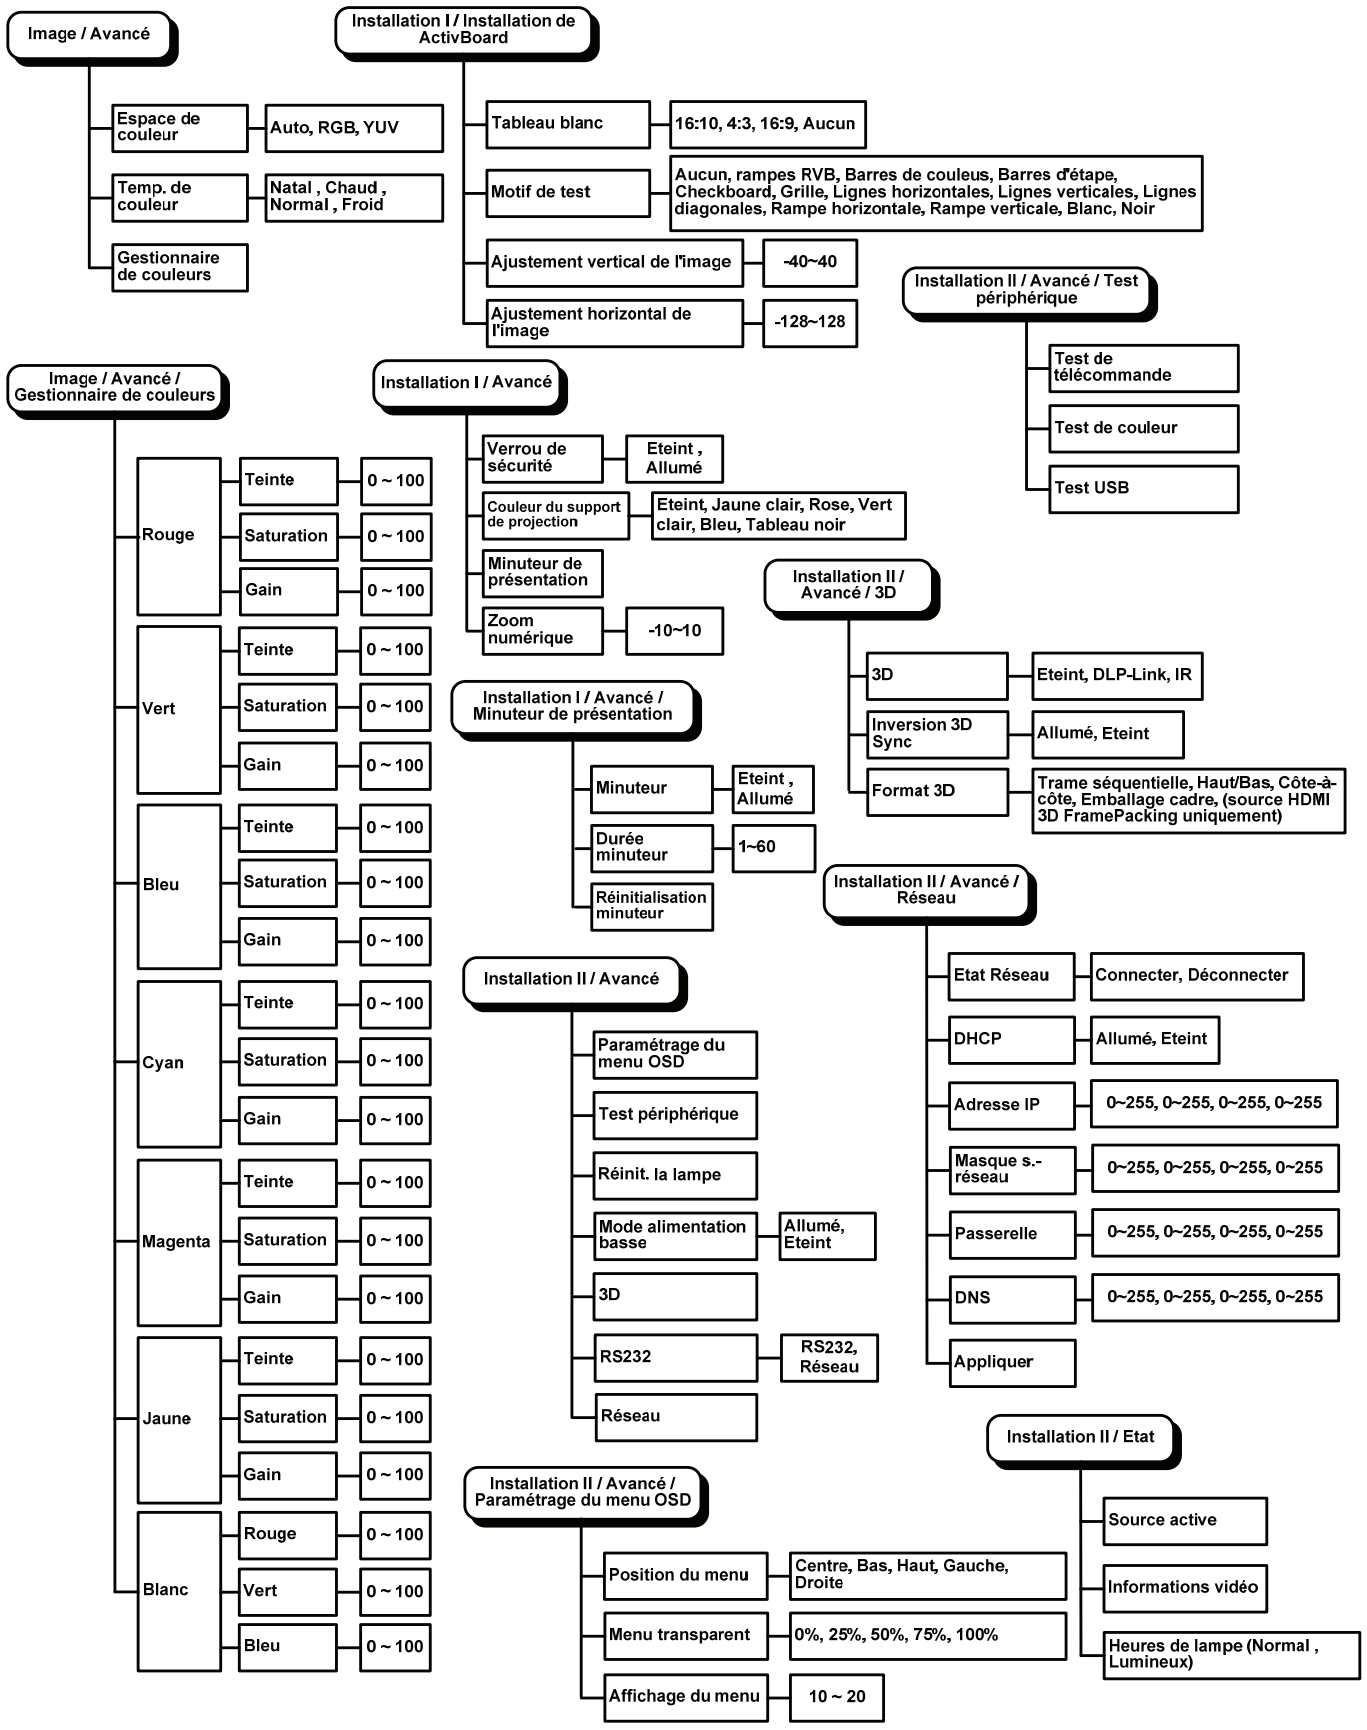 Image / Avancé
Espace de
couleur
Auto, RGB, YUV
Temp. de
couleur
Natal , Chaud ,
Normal , Froid
Gestionnaire
de couleurs
Installation I / Installation de
ActivBoard
Tableau blanc
16:10, 4:3, 16:9, Aucun
Motif de test
Aucun, rampes RVB, Barres de couleus, Barres d'étape,
Checkboard, Grille, Lignes horizontales, Lignes verticales, Lignes
diagonales, Rampe horizontale, Rampe verticale, Blanc, Noir
Ajustement vertical de l'image
-40~40
Ajustement horizontal de
l'image
-128~128
Installation II / Avancé / Test
périphérique
Test de
télécommande
Test de couleur
Test USB
Image / Avancé /
Gestionnaire de couleurs
Rouge
Teinte
0 ~ 100
Saturation
0 ~ 100
Gain
0 ~ 100
Vert
Teinte
0 ~ 100
Saturation
0 ~ 100
Gain
0 ~ 100
Bleu
Teinte
0 ~ 100
Saturation
0 ~ 100
Gain
0 ~ 100
Cyan
Teinte
0 ~ 100
Saturation
0 ~ 100
Gain
0 ~ 100
Magenta
Teinte
0 ~ 100
Saturation
0 ~ 100
Gain
0 ~ 100
Jaune
Teinte
0 ~ 100
Saturation
0 ~ 100
Gain
0 ~ 100
Blanc
Rouge
0 ~ 100
Vert
0 ~ 100
Bleu
0 ~ 100
Installation I / Avancé
Verrou de
sécurité
Eteint ,
Allumé
Couleur du support
de projection
Eteint, Jaune clair, Rose, Vert
clair, Bleu, Tableau noir
Minuteur de
présentation
Zoom
numérique
-10~10
Installation I / Avancé /
Minuteur de présentation
Minuteur
Eteint ,
Allumé
Durée
minuteur
1~60
Réinitialisation
minuteur
Installation II / Avancé
Paramétrage du
menu OSD
Test périphérique
Réinit. la lampe
Mode alimentation
basse
Allumé,
Eteint
3D
RS232
RS232,
Réseau
Réseau
Installation II / Avancé /
Paramétrage du menu OSD
Position du menu
Centre, Bas, Haut, Gauche,
Droite
Menu transparent
0%, 25%, 50%, 75%, 100%
Affichage du menu
10 ~ 20
Installation II /
Avancé / 3D
3D
Eteint, DLP-Link, IR
Inversion 3D
Sync
Allumé, Eteint
Format 3D
Trame séquentielle, Haut/Bas, Côte-à-
côte, Emballage cadre, (source HDMI
3D FramePacking uniquement)
Installation II / Avancé /
Réseau
Etat Réseau
Connecter, Déconnecter
DHCP
Allumé, Eteint
Adresse IP
0~255, 0~255, 0~255, 0~255
Masque s.-
réseau
0~255, 0~255, 0~255, 0~255
Passerelle
0~255, 0~255, 0~255, 0~255
DNS
0~255, 0~255, 0~255, 0~255
Appliquer
Installation II / Etat
Source active
Informations vidéo
Heures de lampe (Normal ,
Lumineux)